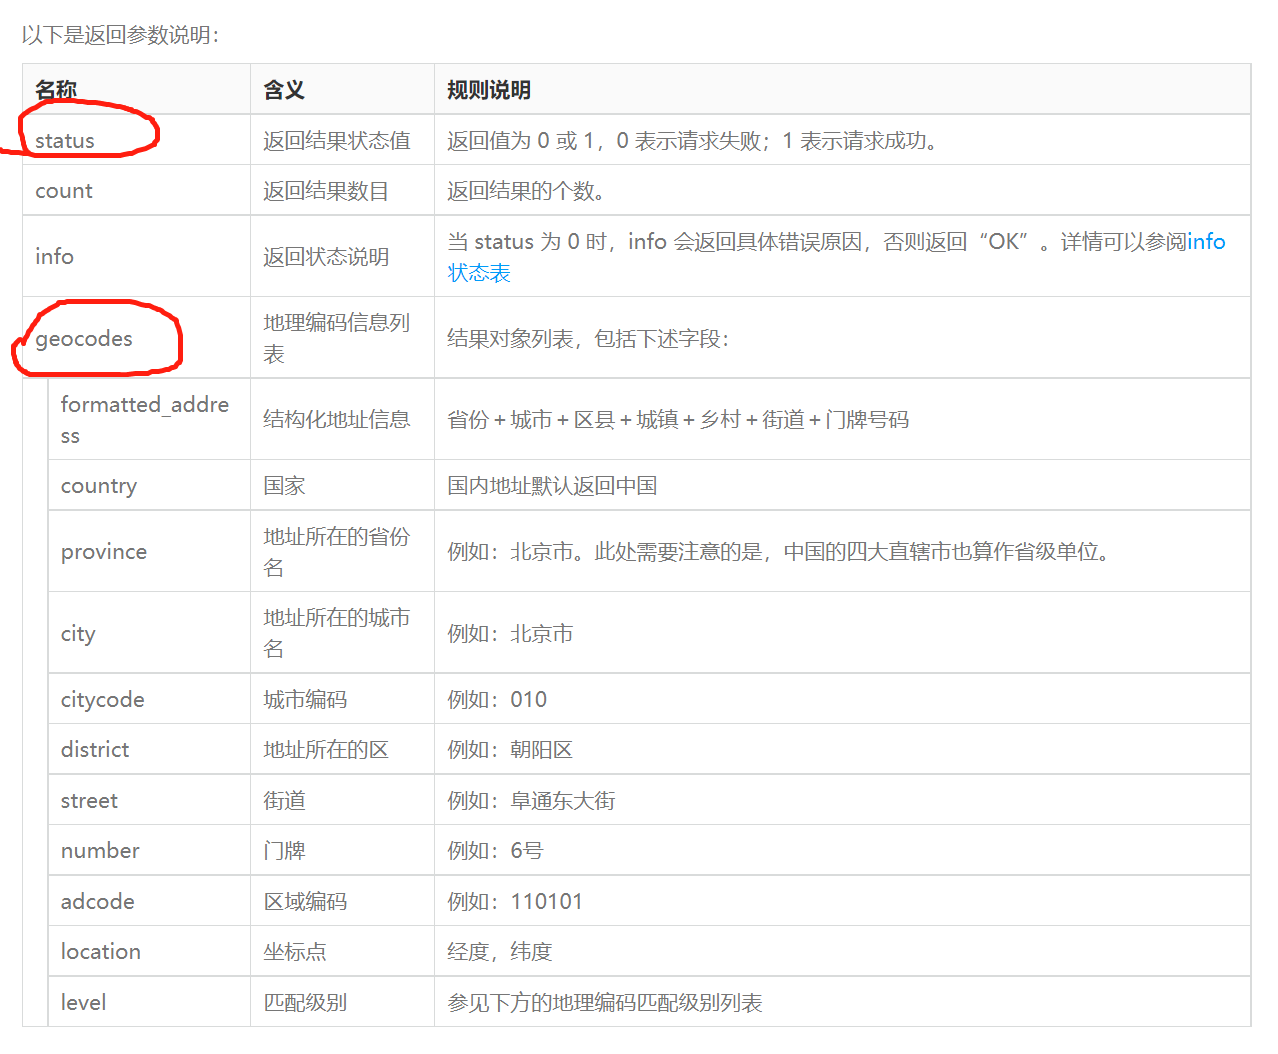 以下是返回参数说明：
名称 含义 规则说明
status 返回结果状态值 返回值为 0 或 1，0 表示请求失败；1 表示请求成功。
count 返回结果数目 返回结果的个数。
info 返回状态说明 当 status 为 0 时，info 会返回具体错误原因，否则返回“OK”。详情可以参阅info
状态表
geocodes 地理编码信息列
表 结果对象列表，包括下述字段：
formatted_addre
ss 结构化地址信息 省份＋城市＋区县＋城镇＋乡村＋街道＋门牌号码
country 国家 国内地址默认返回中国
province 地址所在的省份
名 例如：北京市。此处需要注意的是，中国的四大直辖市也算作省级单位。
city 地址所在的城市
名 例如：北京市
citycode 城市编码 例如：010
district 地址所在的区 例如：朝阳区
street 街道 例如：阜通东大街
number 门牌 例如：6号
adcode 区域编码 例如：110101
location 坐标点 经度，纬度
level 匹配级别 参见下方的地理编码匹配级别列表